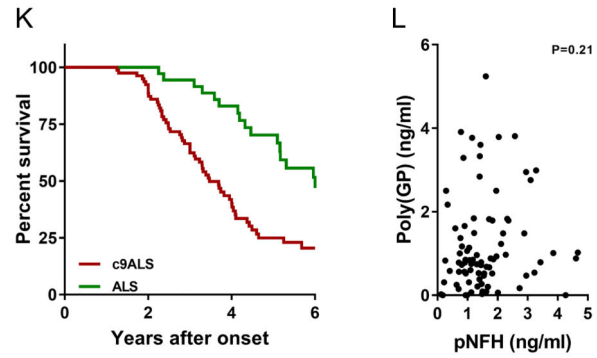 K
Percent survival
100
75
50
25
0
c9ALS
ALS
0 2 4 6
Years after onset
L
P=0.21
Poly(GP) (ng/ml)
6
4
2
0
0 1 2 3 4 5
pNFH (ng/ml)